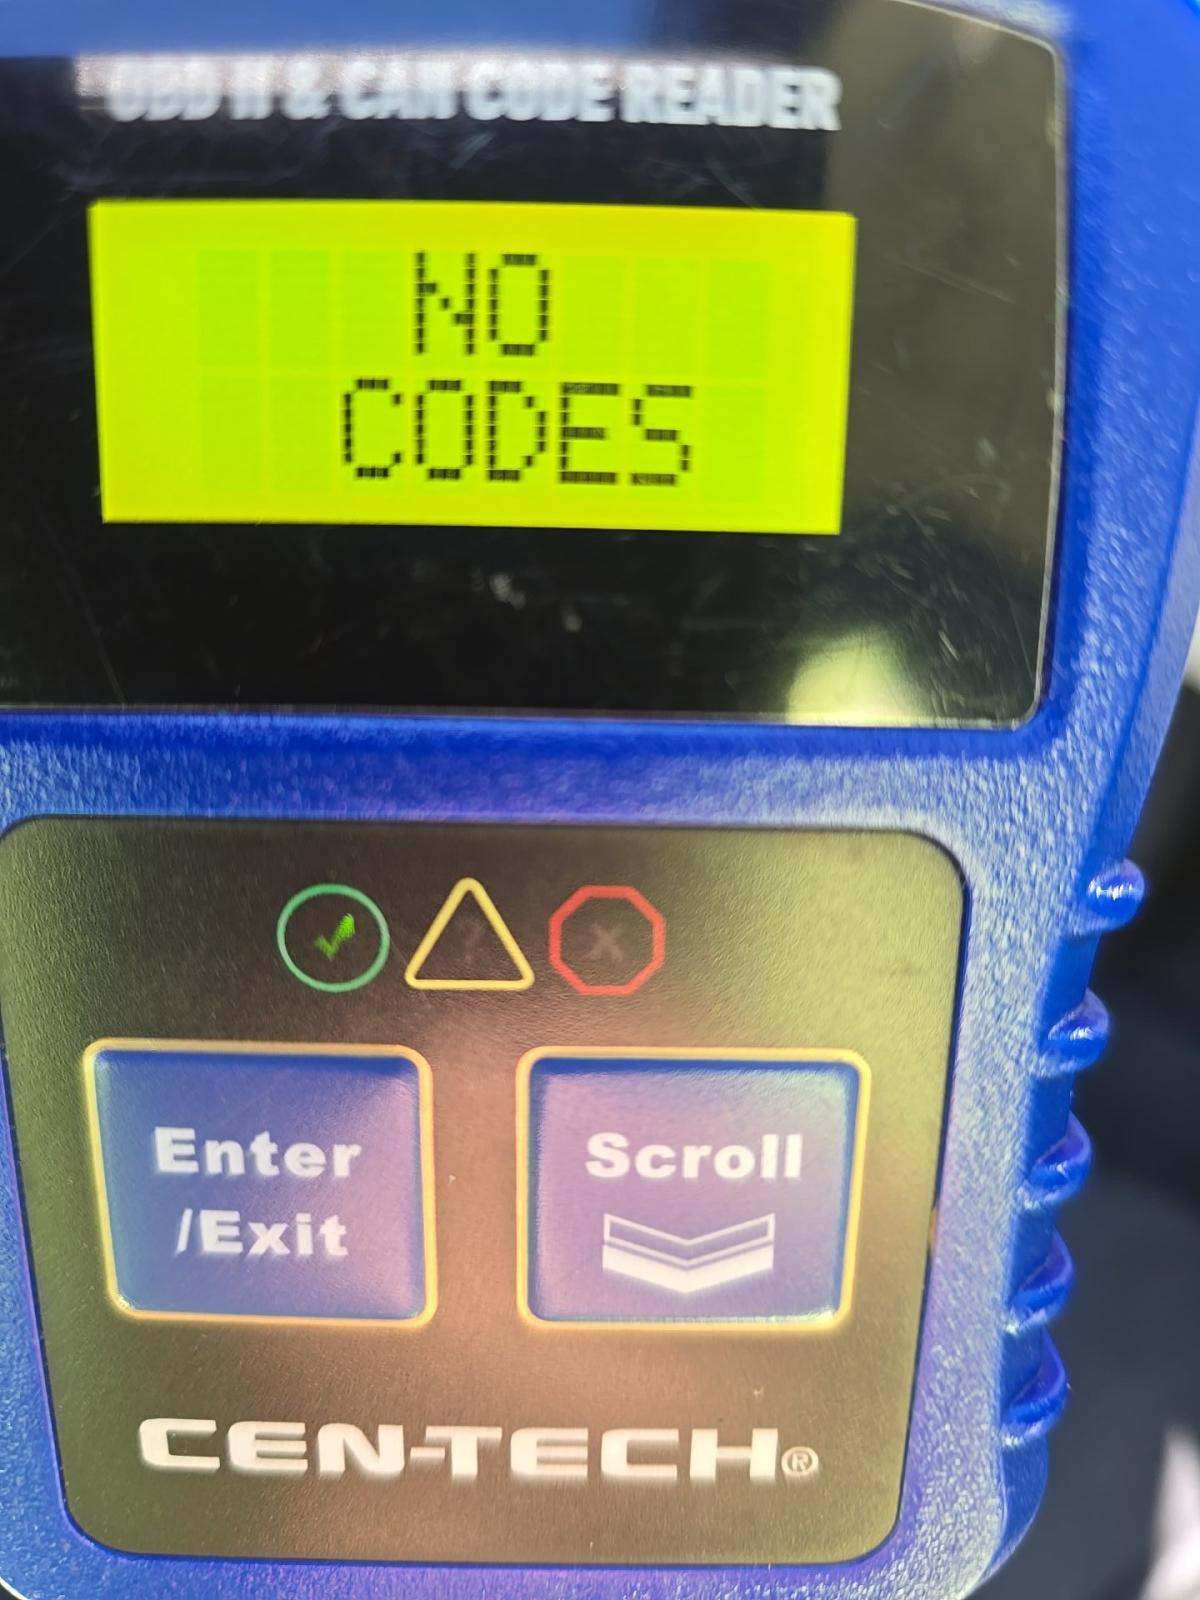 OBD II & CAN CODE READER
NO
CODES
Enter
/Exit
Scroll
CEN-TECH®